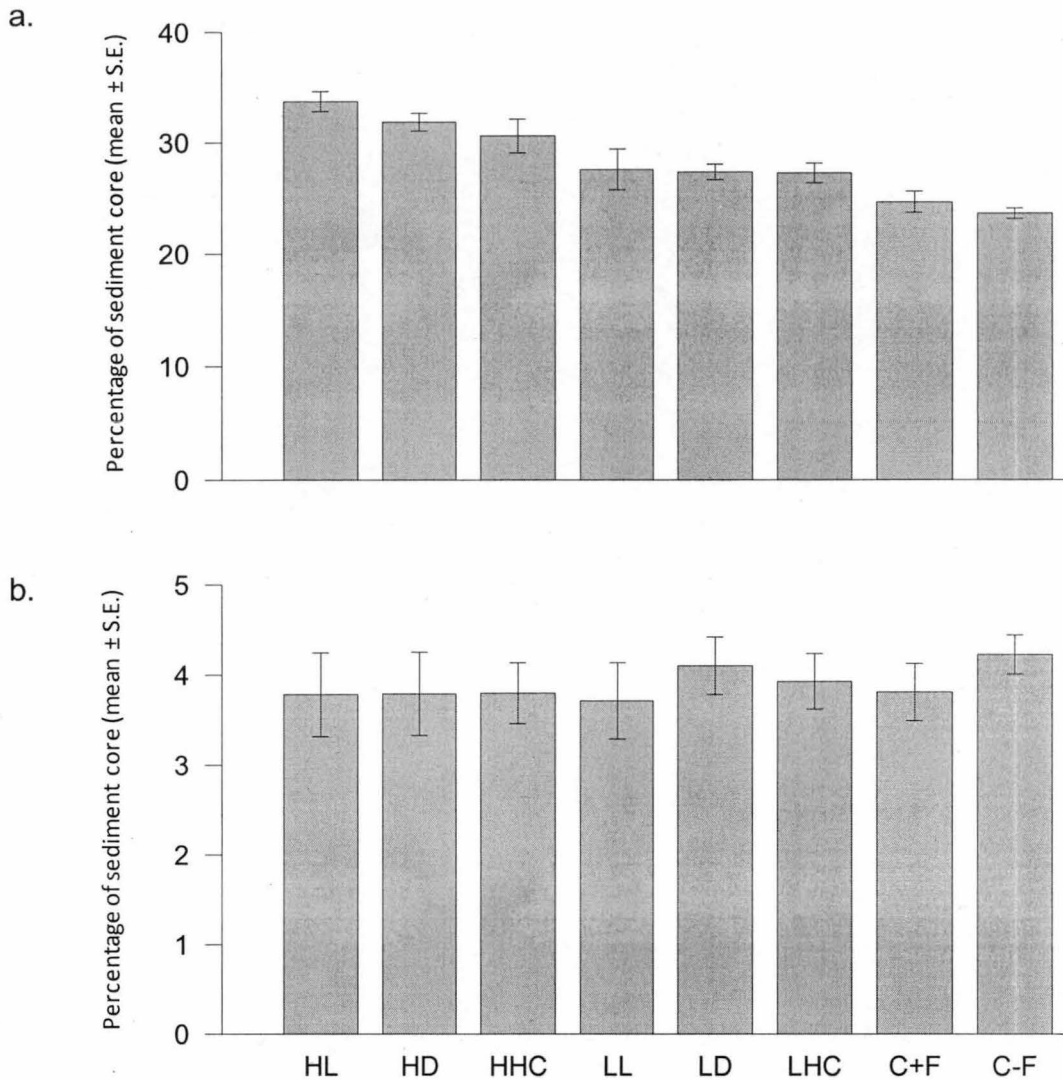 a.
Percentage of sediment core (mean ± S.E.)
40
30
20
10
0
b.
Percentage of sediment core (mean ± S.E.)
5
4
3
2
1
0
HL HD HHC LL LD LHC C+F C-F